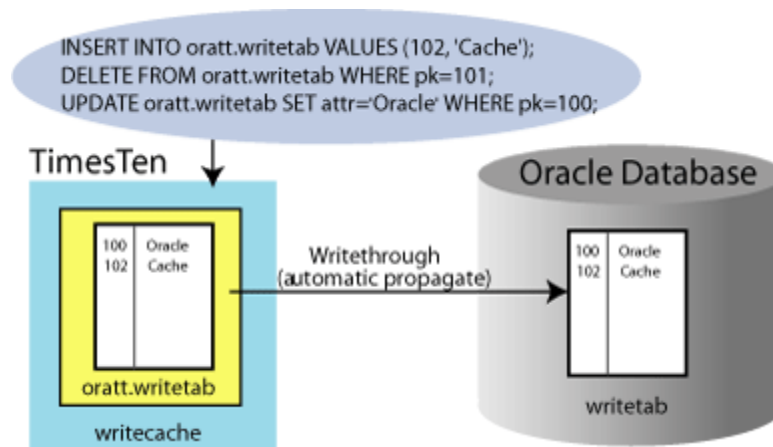 INSERT INTO oratt.writetab VALUES (102, 'Cache');
DELETE FROM oratt.writetab WHERE pk=101;
UPDATE oratt.writetab SET attr='Oracle' WHERE pk=100;
TimesTen
Oracle Database
100 Oracle
102 Cache
oratt.writetab
writecache
Writethrough
(automatic propagate)
100 Oracle
102 Cache
writetab